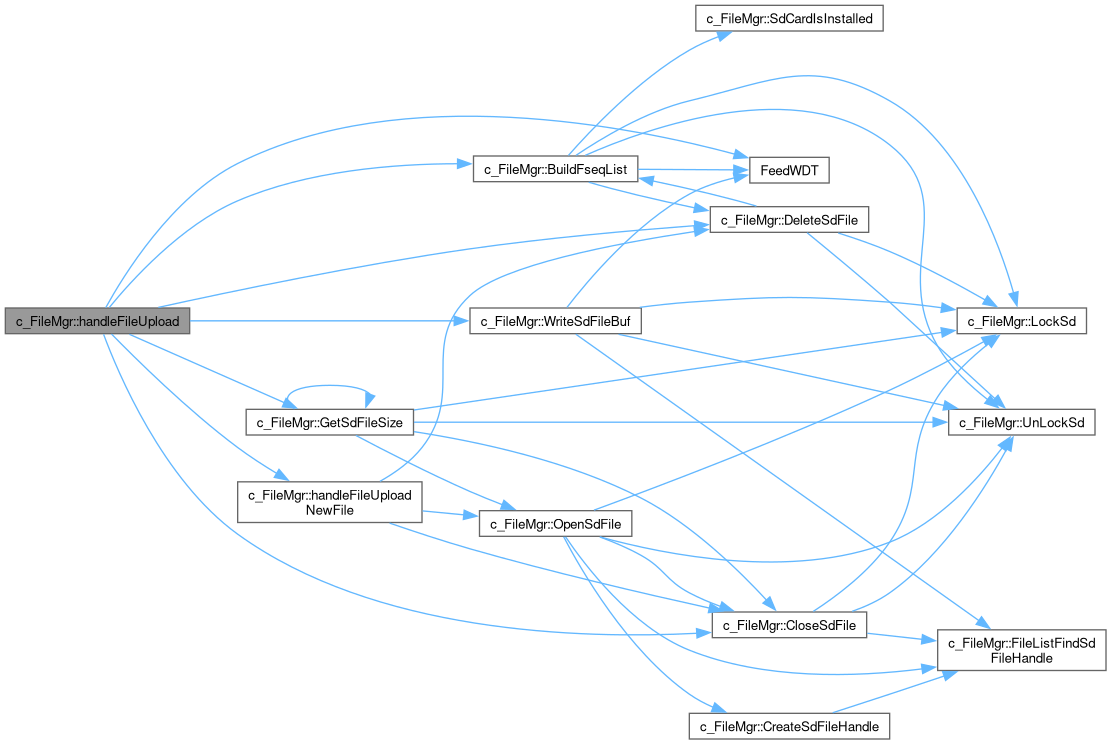 c_FileMgr::SdCardIsInstalled
c_FileMgr::BuildFseqList
FeedWDT
c_FileMgr::DeleteSdFile
c_FileMgr::handleFileUpload
c_FileMgr::WriteSdFileBuf
c_FileMgr::LockSd
c_FileMgr::GetSdFileSize
c_FileMgr::UnLockSd
c_FileMgr::handleFileUpload
NewFile
c_FileMgr::OpenSdFile
c_FileMgr::CloseSdFile
c_FileMgr::FileListFindSd
FileHandle
c_FileMgr::CreateSdFileHandle